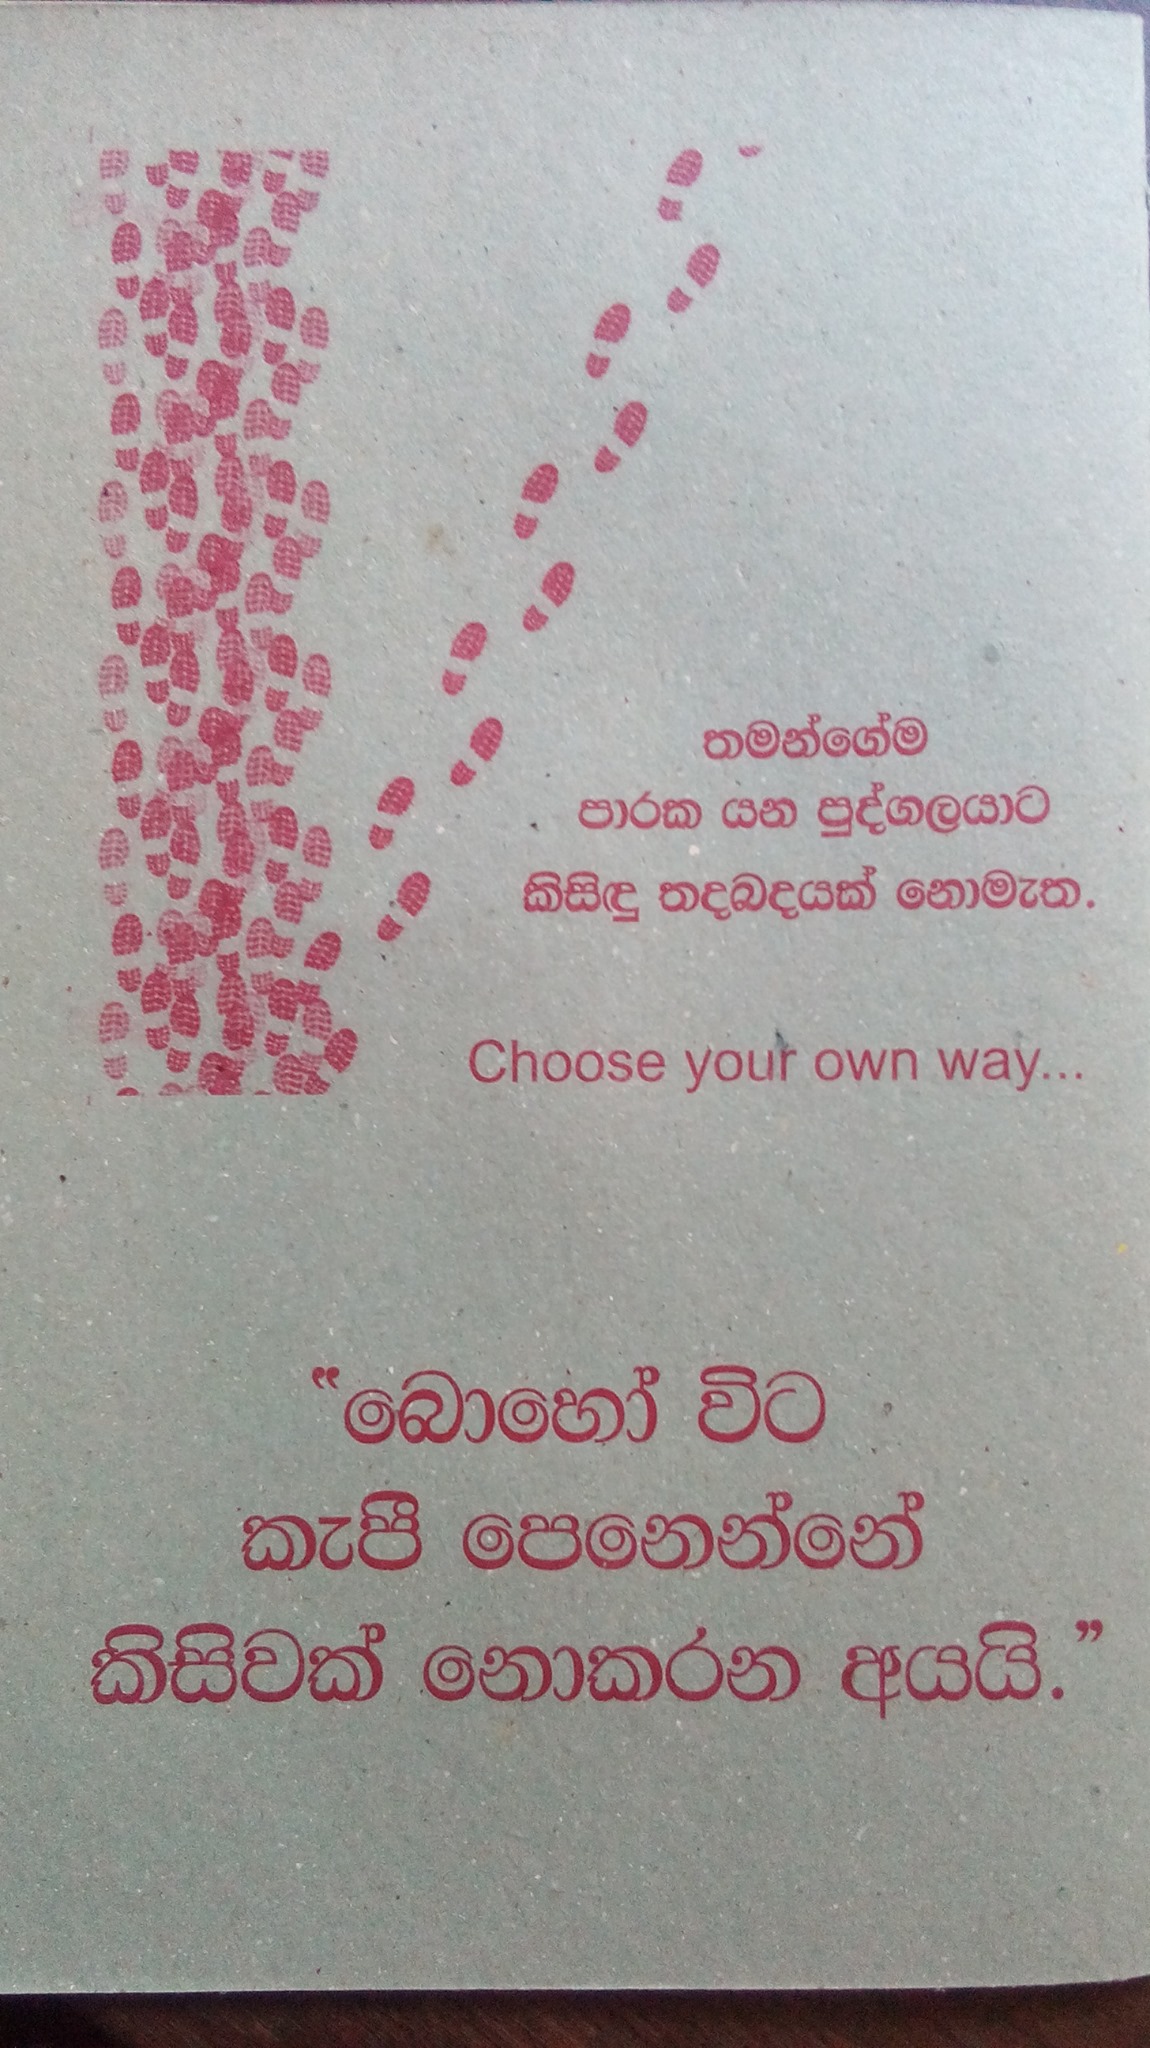 තමන්ගේම
පාරක යන පුද්ගලයාට
කිසිඳු තදබදයක් නොමැත.
Choose your own way...
"බොහෝ විට
කැපී පෙනෙන්නේ
කිසිවක් නොකරන අයයි."